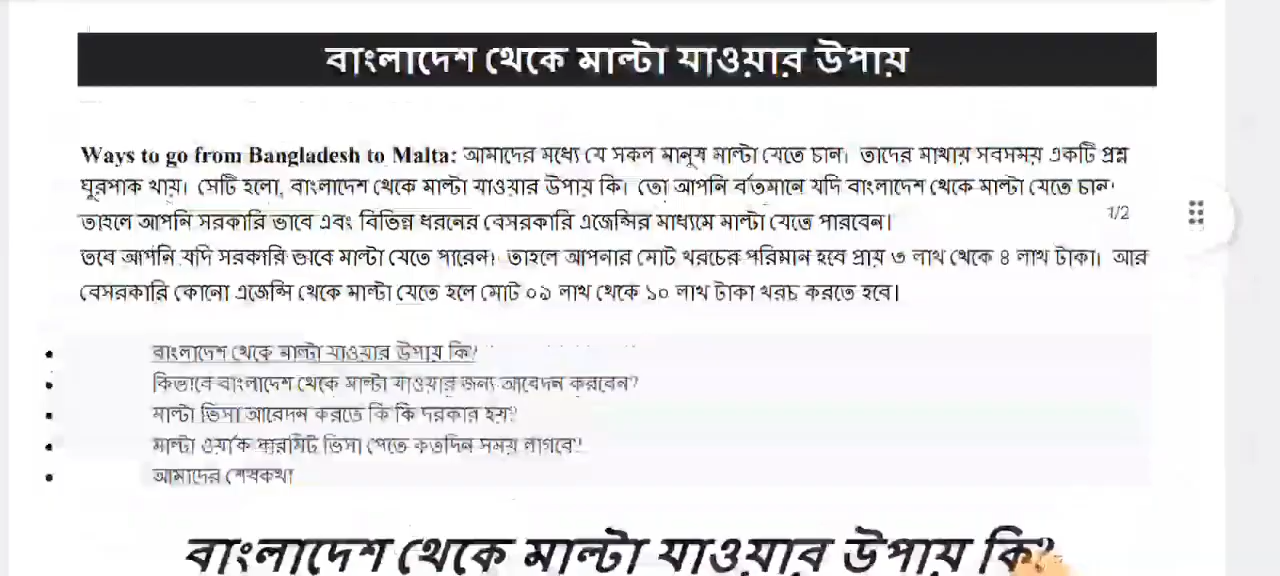 বাংলাদেশ থেকে মাল্টা যাওয়ার উপায়
Ways to go from Bangladesh to Malta: আমাদের মধ্যে যে সকল মানুষ মাল্টা যেতে চান। তাদের মাথায় সবসময় একটি প্রশ্ন
ঘুরপাক খায়। সেটি হলো, বাংলাদেশ থেকে মাল্টা যাওয়ার উপায় কি। তো আপনি বর্তমানে যদি বাংলাদেশ থেকে মাল্টা যেতে চান।
1/2
তাহলে আপনি সরকারি ভাবে এবং বিভিন্ন ধরনের বেসরকারি এজেন্সির মাধ্যমে মাল্টা যেতে পারবেন।
তবে আপনি যদি সরকারি ভাবে মাল্টা যেতে পারেন। তাহলে আপনার মোট খরচের পরিমান হবে প্রায় ৩ লাখ থেকে ৪ লাখ টাকা। আর
বেসরকারি কোনো এজেন্সি থেকে মাল্টা যেতে হলে মোট ০৯ লাখ থেকে ১০ লাখ টাকা খরচ করতে হবে।
বাংলাদেশ থেকে মাল্টা যাওয়ার উপায় কি?
কিভাবে বাংলাদেশ থেকে মাল্টা যাওয়ার জন্য আবেদন করবেন?
মাল্টা ভিসা আবেদন করতে কি কি দরকার হয়?
মাল্টা ওয়ার্ক পারমিট ভিসা পেতে কতদিন সময় লাগবে?
আমাদের শেষকথা
বাংলাদেশ থেকে মাল্টা যাওয়ার উপায় কি?